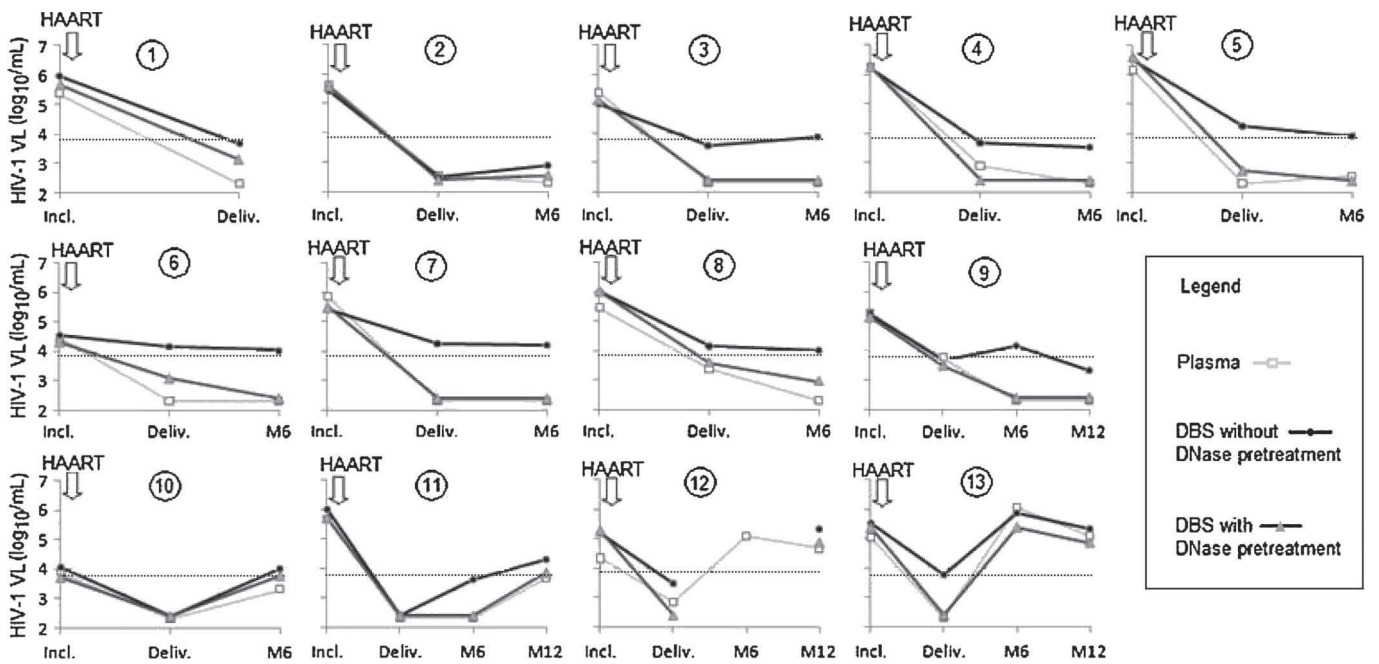 HAART HAART HAART HAART HAART
1 2 3 4 5
HIV-1 VL (log10/mL)
7
6
5
4
3
2
Incl. Deliv. Incl. Deliv. M6 Incl. Deliv. M6 Incl. Deliv. M6 Incl. Deliv. M6
HAART HAART HAART HAART
6 7 8 9
HIV-1 VL (log10/mL)
7
6
5
4
3
2
Incl. Deliv. M6 Incl. Deliv. M6 Incl. Deliv. M6 Incl. Deliv. M6 M12
HAART HAART HAART HAART
10 11 12 13
HIV-1 VL (log10/mL)
7
6
5
4
3
2
Incl. Deliv. M6 Incl. Deliv. M6 M12 Incl. Deliv. M6 M12 Incl. Deliv. M6 M12
Legend
Plasma
DBS without
DNase pretreatment
DBS with
DNase pretreatment